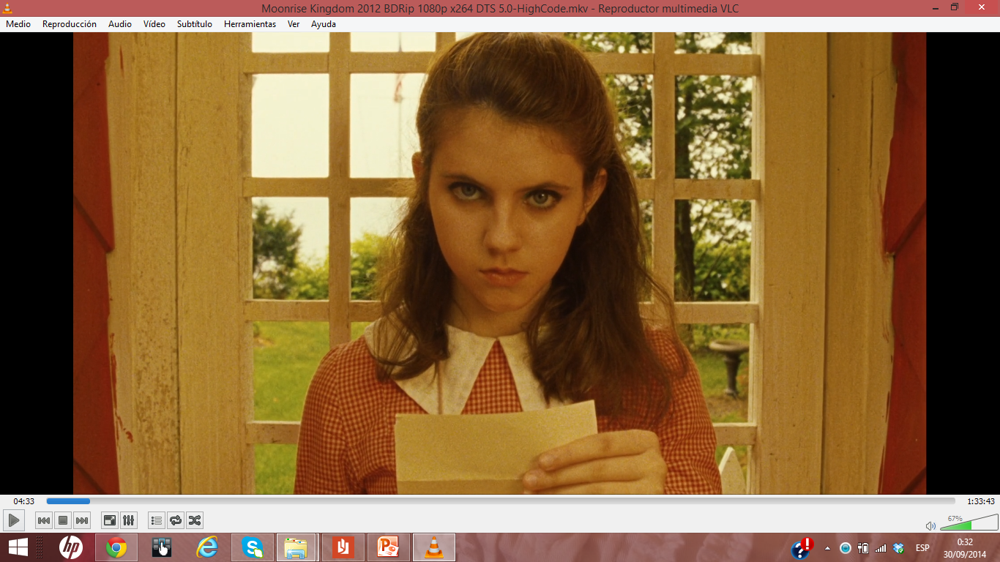 Moonrise Kingdom 2012 BDRip 1080p x264 DTS 5.0-HighCode.mkv - Reproductor multimedia VLC
Medio Reproducción Audio Vídeo Subtítulo Herramientas Ver Ayuda
04:33 1:33:43
67%
hp
ESP
0:32
30/09/2014